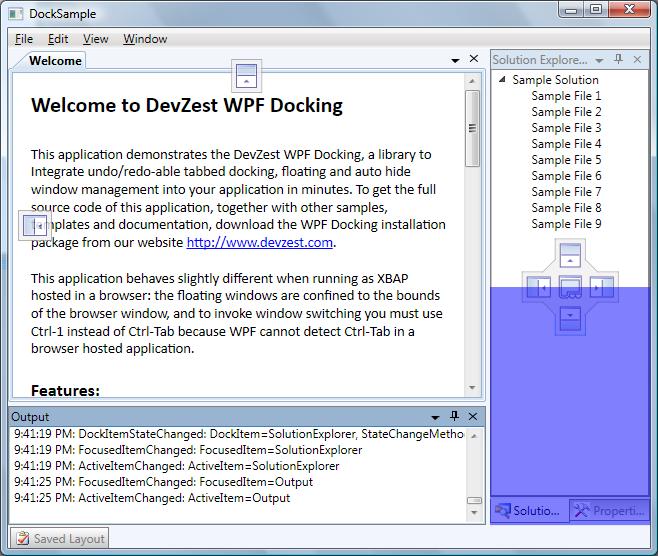 DockSample
File Edit View Window
Welcome
Welcome to DevZest WPF Docking
This application demonstrates the DevZest WPF Docking, a library to
Integrate undo/redo-able tabbed docking, floating and auto hide
window management into your application in minutes. To get the full
source code of this application, together with other samples,
templates and documentation, download the WPF Docking installation
package from our website http://www.devzest.com.
This application behaves slightly different when running as XBAP
hosted in a browser: the floating windows are confined to the bounds
of the browser window, and to invoke window switching you must use
Ctrl-1 instead of Ctrl-Tab because WPF cannot detect Ctrl-Tab in a
browser hosted application.
Features:
Solution Explore...
Sample Solution
Sample File 1
Sample File 2
Sample File 3
Sample File 4
Sample File 5
Sample File 6
Sample File 7
Sample File 8
Sample File 9
Output
9:41:19 PM: DockItemStateChanged: DockItem=SolutionExplorer, StateChangeMetho
9:41:19 PM: FocusedItemChanged: FocusedItem=SolutionExplorer
9:41:19 PM: ActiveItemChanged: ActiveItem=SolutionExplorer
9:41:25 PM: FocusedItemChanged: FocusedItem=Output
9:41:25 PM: ActiveItemChanged: ActiveItem=Output
Solutio... Properti...
Saved Layout